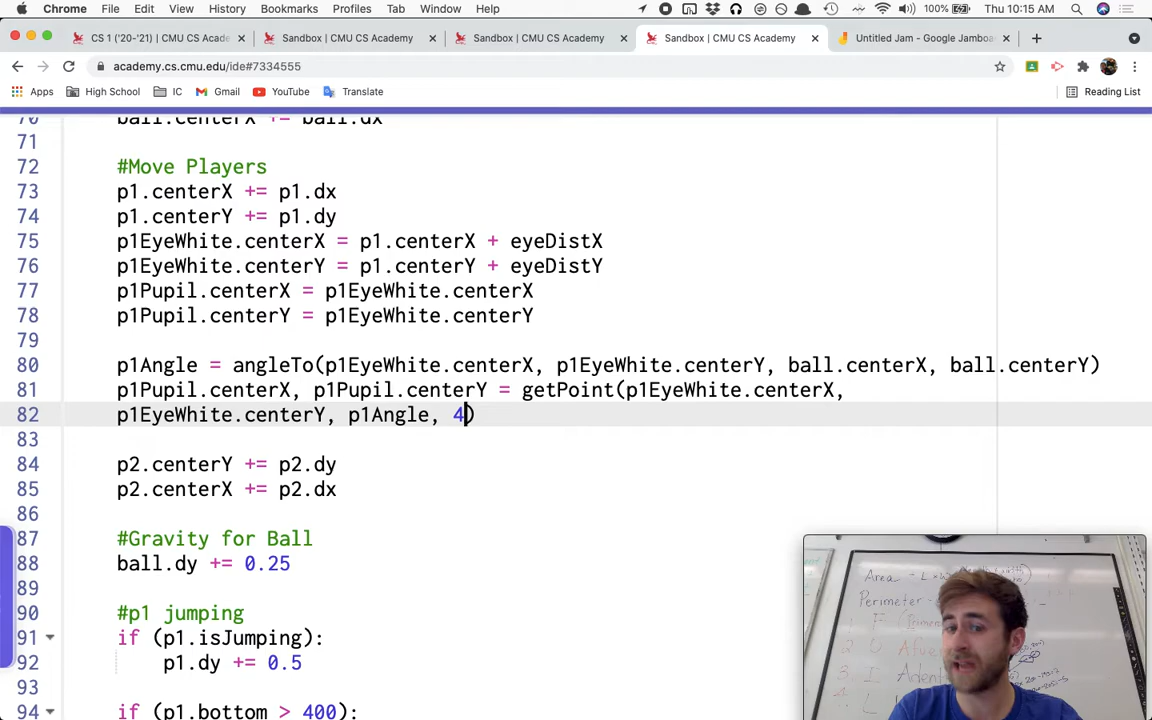 Chrome File Edit View History Bookmarks Profiles Tab Window Help 100% Thu 10:15 AM
CS 1 ('20-'21) | CMU CS Acade Sandbox | CMU CS Academy Sandbox | CMU CS Academy Sandbox | CMU CS Academy Untitled Jam - Google Jamboa
academy.cs.cmu.edu/ide#7334555
Apps High School IC Gmail YouTube Translate Reading List
70 ball.centerX += ball.dx
71
72 #Move Players
73 p1.centerX += p1.dx
74 p1.centerY += p1.dy
75 p1EyeWhite.centerX = p1.centerX + eyeDistX
76 p1EyeWhite.centerY = p1.centerY + eyeDistY
77 p1Pupil.centerX = p1EyeWhite.centerX
78 p1Pupil.centerY = p1EyeWhite.centerY
79
80 p1Angle = angleTo(p1EyeWhite.centerX, p1EyeWhite.centerY, ball.centerX, ball.centerY)
81 p1Pupil.centerX, p1Pupil.centerY = getPoint(p1EyeWhite.centerX,
82 p1EyeWhite.centerY, p1Angle, 4)
83
84 p2.centerY += p2.dy
85 p2.centerX += p2.dx
86
87 #Gravity for Ball
88 ball.dy += 0.25
89
90 #p1 jumping
91 if (p1.isJumping):
92 p1.dy += 0.5
93
94 if (p1.bottom > 400):
Area
Perimeter